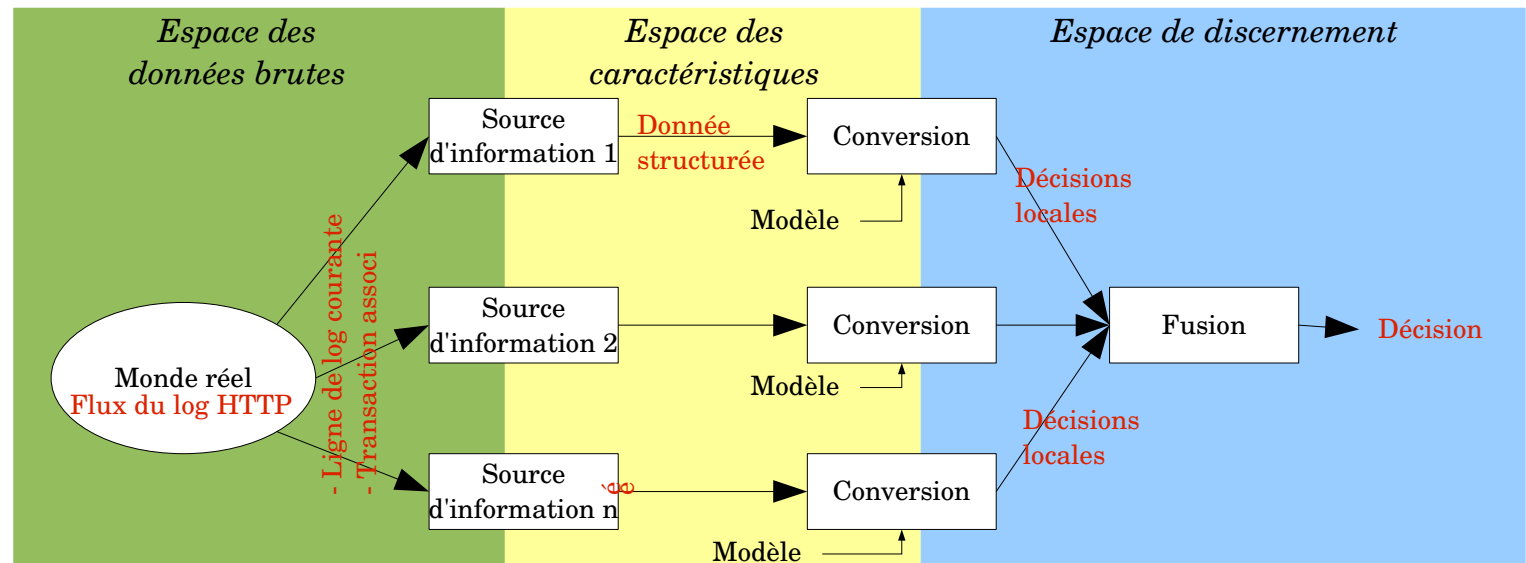 Espace des
données brutes
Espace des
caractéristiques
Espace de discernement
Source
d'information 1
Donnée
structurée
Conversion
Modèle
Décisions
locales
- Ligne de log courante
- Transaction associ
Source
d'information 2
Conversion
Modèle
Fusion
Décision
Monde réel
Flux du log HTTP
Source
d'information n
é
e
Conversion
Modèle
Décisions
locales